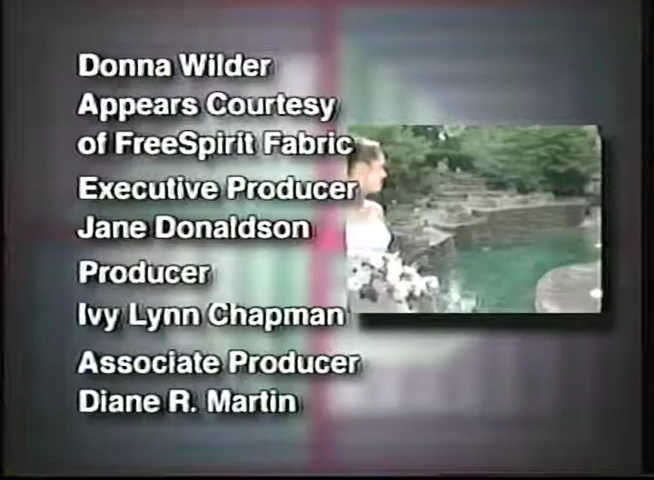 Donna Wilder
Appears Courtesy
of FreeSpirit Fabric
Executive Producer
Jane Donaldson
Producer
Ivy Lynn Chapman
Associate Producer
Diane R. Martin